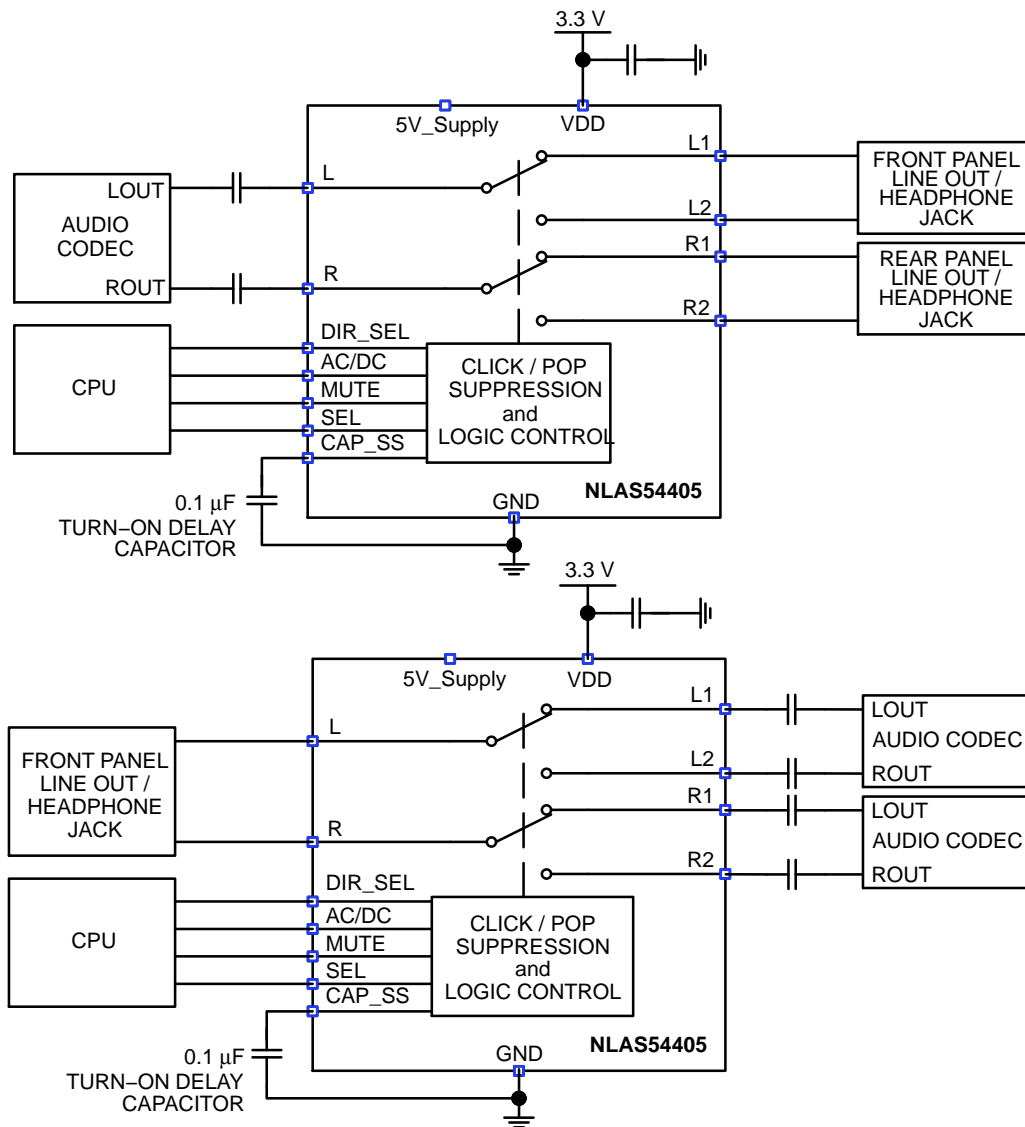 3.3 V
5V_Supply
VDD
L
L1
LOUT
AUDIO
CODEC
ROUT
FRONT PANEL
LINE OUT /
HEADPHONE
JACK
L2
R1
R
REAR PANEL
LINE OUT /
HEADPHONE
JACK
R2
CPU
DIR_SEL
AC/DC
MUTE
SEL
CAP_SS
CLICK / POP
SUPPRESSION
and
LOGIC CONTROL
NLAS54405
GND
0.1 µF
TURN–ON DELAY
CAPACITOR
3.3 V
5V_Supply
VDD
L
L1
LOUT
AUDIO CODEC
ROUT
FRONT PANEL
LINE OUT /
HEADPHONE
JACK
L2
R1
R
LOUT
AUDIO CODEC
ROUT
R2
CPU
DIR_SEL
AC/DC
MUTE
SEL
CAP_SS
CLICK / POP
SUPPRESSION
and
LOGIC CONTROL
NLAS54405
GND
0.1 µF
TURN–ON DELAY
CAPACITOR